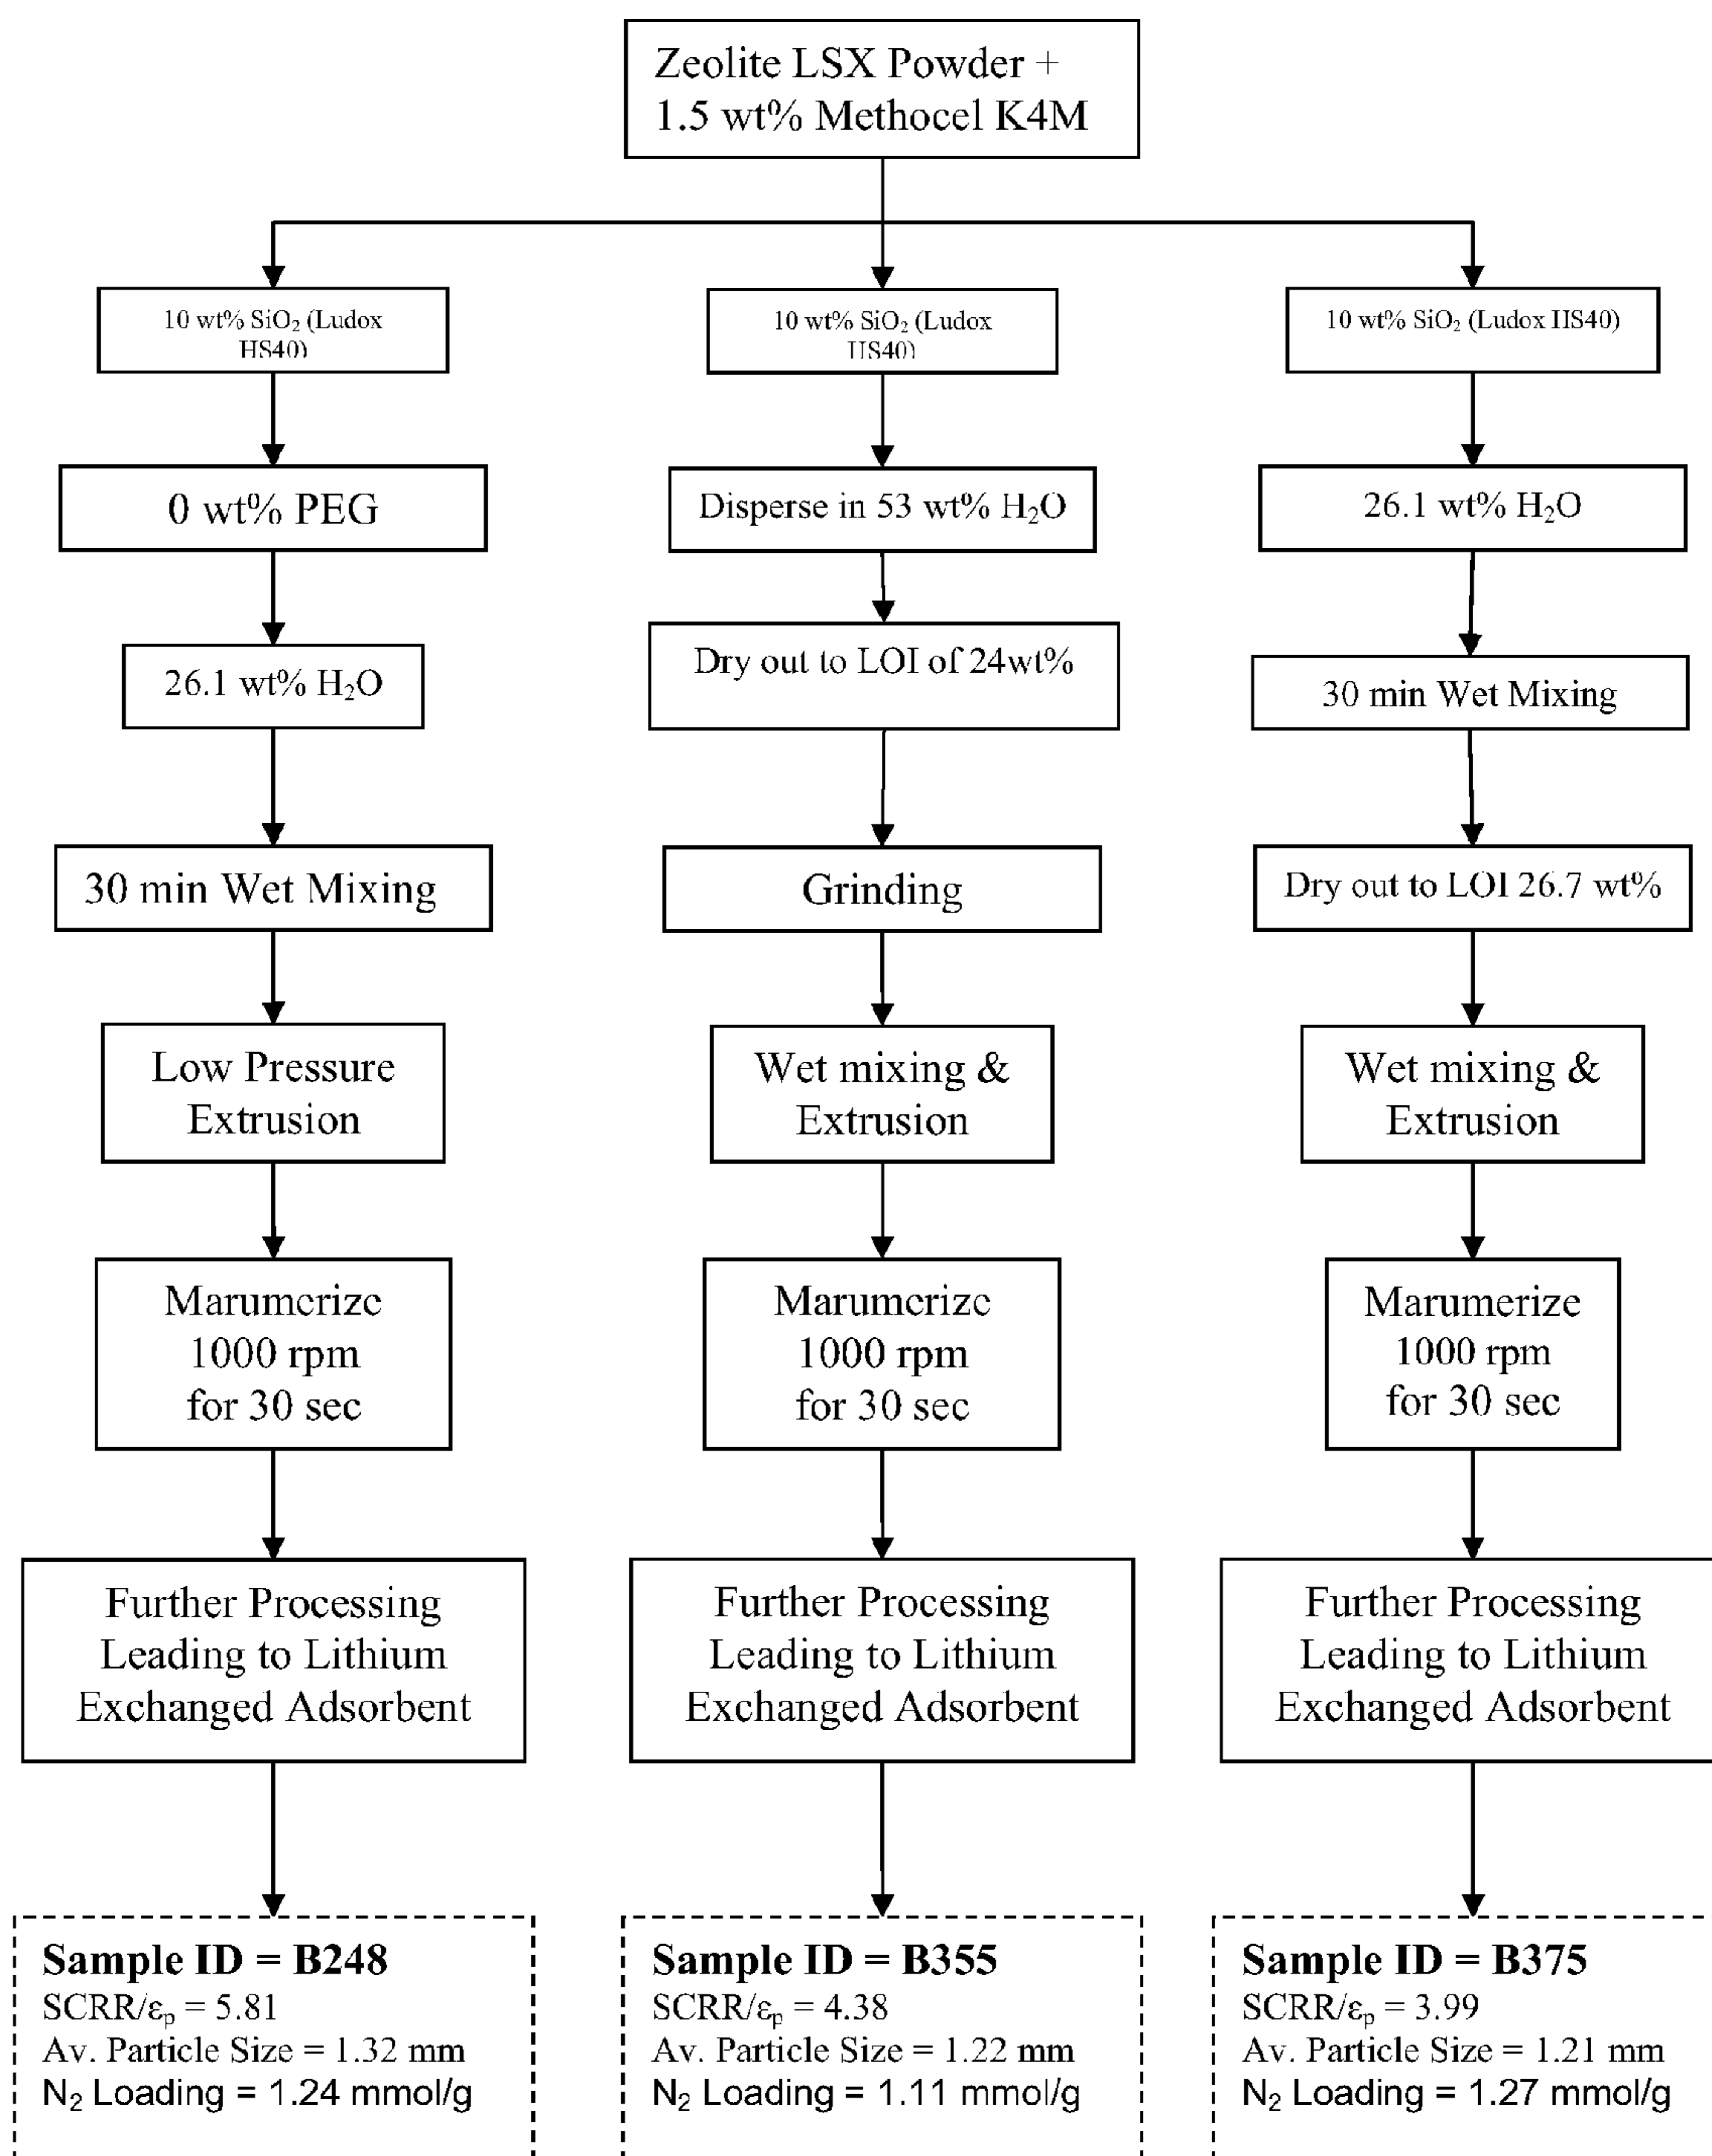 Zeolite LSX Powder +
1.5 wt% Methocel K4M
10 wt% SiO₂ (Ludox
HS40)
0 wt% PEG
26.1 wt% H₂O
30 min Wet Mixing
Low Pressure
Extrusion
Marumerize
1000 rpm
for 30 sec
Further Processing
Leading to Lithium
Exchanged Adsorbent
Sample ID = B248
SCRR/εₚ = 5.81
Av. Particle Size = 1.32 mm
N₂ Loading = 1.24 mmol/g
10 wt% SiO₂ (Ludox
HS40)
Disperse in 53 wt% H₂O
Dry out to LOI of 24wt%
Grinding
Wet mixing &
Extrusion
Marumerize
1000 rpm
for 30 sec
Further Processing
Leading to Lithium
Exchanged Adsorbent
Sample ID = B355
SCRR/εₚ = 4.38
Av. Particle Size = 1.22 mm
N₂ Loading = 1.11 mmol/g
10 wt% SiO₂ (Ludox HS40)
26.1 wt% H₂O
30 min Wet Mixing
Dry out to LOI 26.7 wt%
Wet mixing &
Extrusion
Marumerize
1000 rpm
for 30 sec
Further Processing
Leading to Lithium
Exchanged Adsorbent
Sample ID = B375
SCRR/εₚ = 3.99
Av. Particle Size = 1.21 mm
N₂ Loading = 1.27 mmol/g